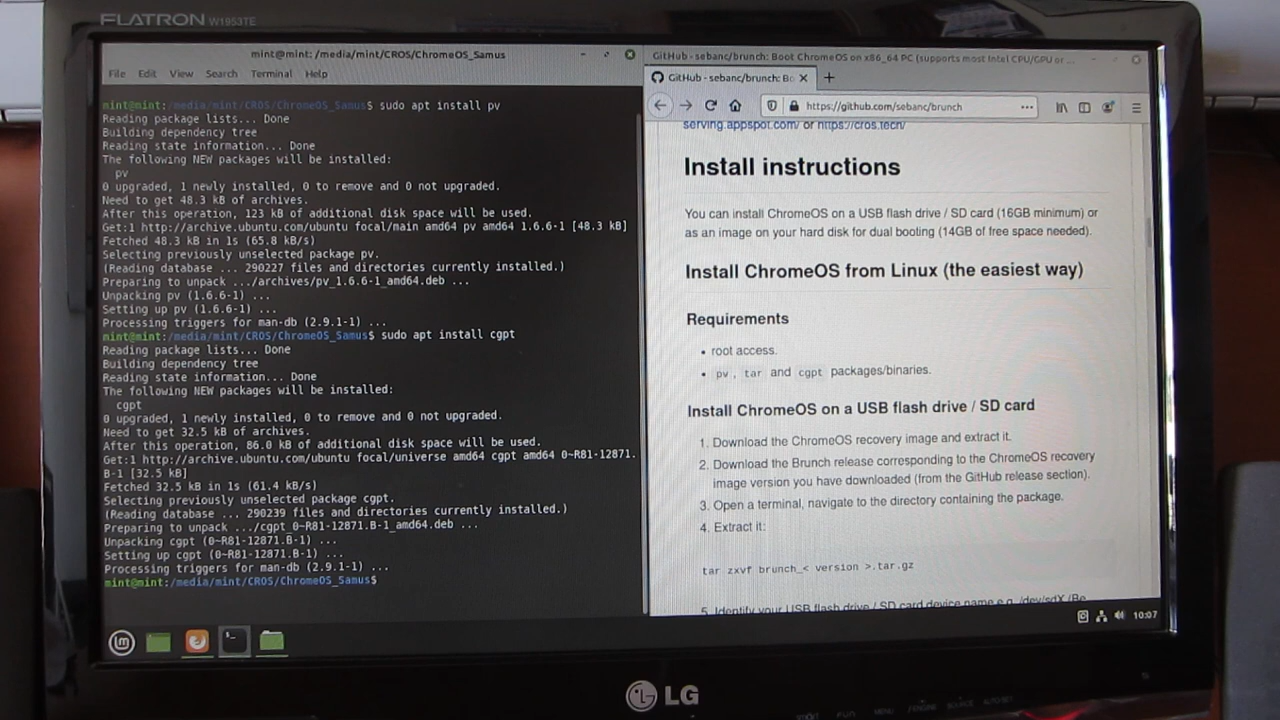 FLATRON W1953TE
mint@mint: /media/mint/CROS/ChromeOS_Samus
File Edit View Search Terminal Help
mint@mint:/media/mint/CROS/ChromeOS_Samus$ sudo apt install pv
Reading package lists... Done
Building dependency tree
Reading state information... Done
The following NEW packages will be installed:
pv
0 upgraded, 1 newly installed, 0 to remove and 0 not upgraded.
Need to get 48.3 kB of archives.
After this operation, 123 kB of additional disk space will be used.
Get:1 http://archive.ubuntu.com/ubuntu focal/main amd64 pv amd64 1.6.6-1 [48.3 kB]
Fetched 48.3 kB in 1s (65.8 kB/s)
Selecting previously unselected package pv.
(Reading database ... 290227 files and directories currently installed.)
Preparing to unpack .../archives/pv_1.6.6-1_amd64.deb ...
Unpacking pv (1.6.6-1) ...
Setting up pv (1.6.6-1) ...
Processing triggers for man-db (2.9.1-1) ...
mint@mint:/media/mint/CROS/ChromeOS_Samus$ sudo apt install cgpt
Reading package lists... Done
Building dependency tree
Reading state information... Done
The following NEW packages will be installed:
cgpt
0 upgraded, 1 newly installed, 0 to remove and 0 not upgraded.
Need to get 32.5 kB of archives.
After this operation, 86.0 kB of additional disk space will be used.
Get:1 http://archive.ubuntu.com/ubuntu focal/universe amd64 cgpt amd64 0~R81-12871.
B-1 [32.5 kB]
Fetched 32.5 kB in 1s (61.4 kB/s)
Selecting previously unselected package cgpt.
(Reading database ... 290239 files and directories currently installed.)
Preparing to unpack .../cgpt_0~R81-12871.B-1_amd64.deb ...
Unpacking cgpt (0~R81-12871.B-1) ...
Setting up cgpt (0~R81-12871.B-1) ...
Processing triggers for man-db (2.9.1-1) ...
mint@mint:/media/mint/CROS/ChromeOS_Samus$
GitHub - sebanc/brunch: Boot ChromeOS on x86_64 PC (supports most Intel CPU/GPU or ...
GitHub - sebanc/brunch: Bo
https://github.com/sebanc/brunch
serving.appspot.com/ or https://cros.tech/
Install instructions
You can install ChromeOS on a USB flash drive / SD card (16GB minimum) or
as an image on your hard disk for dual booting (14GB of free space needed).
Install ChromeOS from Linux (the easiest way)
Requirements
• root access.
• pv , tar and cgpt packages/binaries.
Install ChromeOS on a USB flash drive / SD card
1. Download the ChromeOS recovery image and extract it.
2. Download the Brunch release corresponding to the ChromeOS recovery
image version you have downloaded (from the GitHub release section).
3. Open a terminal, navigate to the directory containing the package.
4. Extract it:
tar zxvf brunch_< version >.tar.gz
5. Identify your USB flash drive / SD card device name e.g. /dev/sdX (Be
10:07
LG
MENU
SOURCE